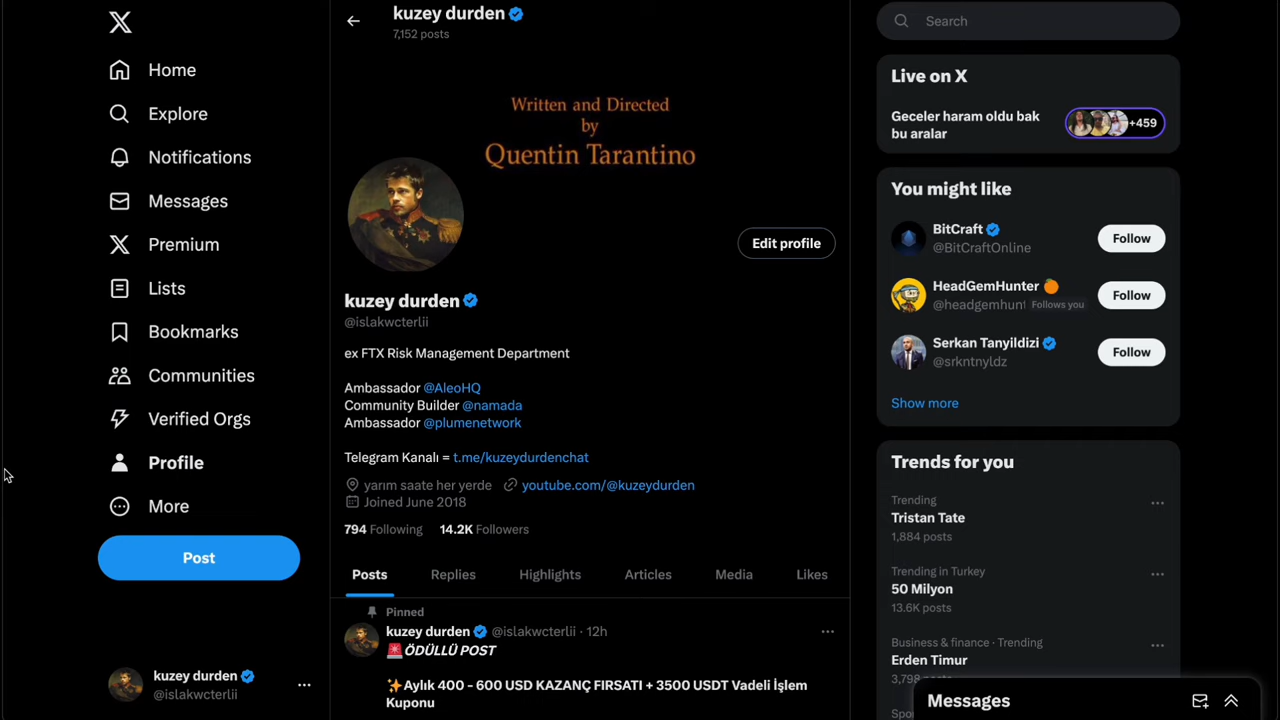 Home
Explore
Notifications
Messages
Premium
Lists
Bookmarks
Communities
Verified Orgs
Profile
More
Post
kuzey durden
@islakwcterlii
kuzey durden
7,152 posts
Written and Directed
by
Quentin Tarantino
Edit profile
kuzey durden
@islakwcterlii
ex FTX Risk Management Department
Ambassador @AleoHQ
Community Builder @namada
Ambassador @plumenetwork
Telegram Kanalı = t.me/kuzeydurdenchat
yarım saate her yerde youtube.com/@kuzeydurden
Joined June 2018
794 Following 14.2K Followers
Posts Replies Highlights Articles Media Likes
Pinned
kuzey durden @islakwcterlii · 12h
🚨ÖDÜLLÜ POST
✨Aylık 400 - 600 USD KAZANÇ FIRSATI + 3500 USDT Vadeli İşlem
Kuponu
Search
Live on X
Geceler haram oldu bak
bu aralar
+459
You might like
BitCraft
@BitCraftOnline
Follow
HeadGemHunter 🍊
@headgemhunt Follows you
Follow
Serkan Tanyildizi
@srkntnyldz
Follow
Show more
Trends for you
Trending
Tristan Tate
1,884 posts
Trending in Turkey
50 Milyon
13.6K posts
Business & finance · Trending
Erden Timur
3,798
Messages